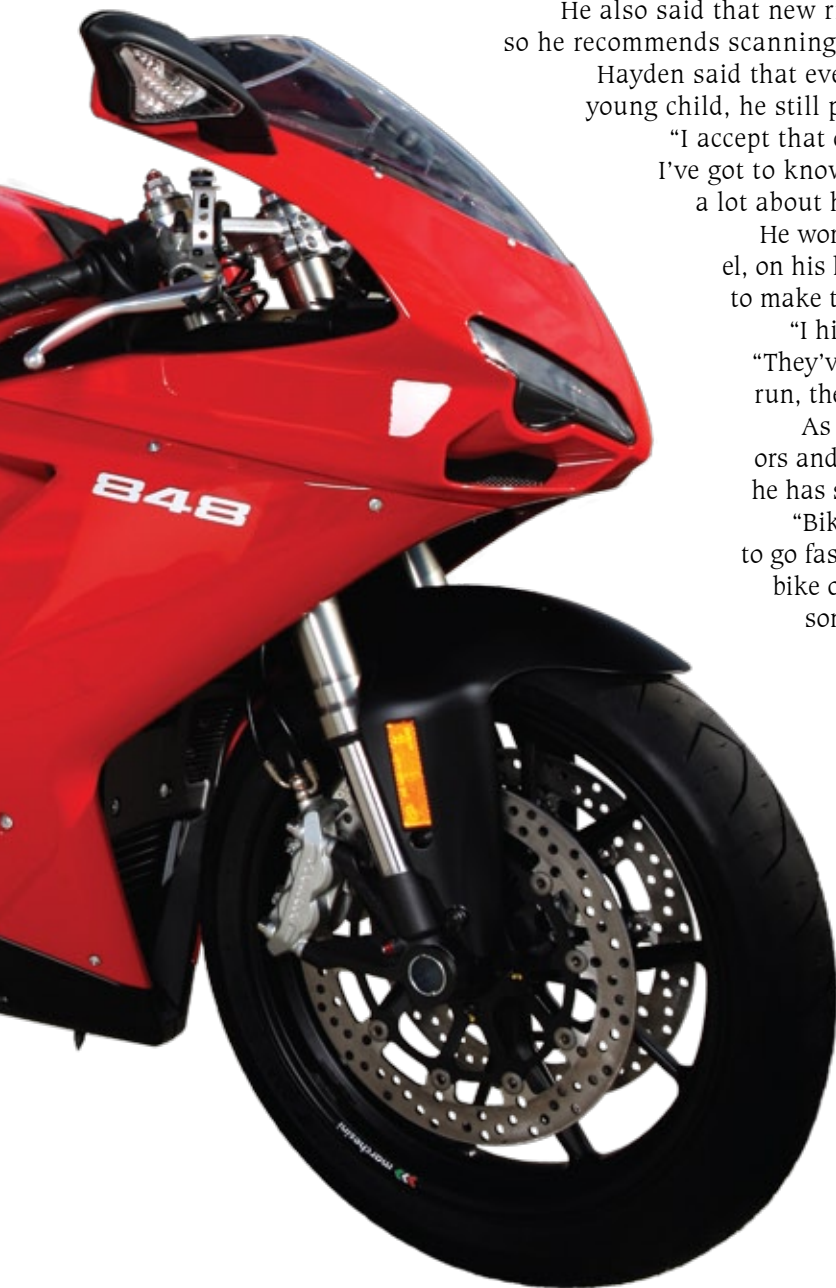 He also said that new r
so he recommends scanning
Hayden said that eve
young child, he still p
“I accept that
I’ve got to know
a lot about h
He wor
el, on his
to make t
“I hi
“They’v
run, the
As
ors and
he has s
“Bik
to go fas
bike c
son
848
marchesini